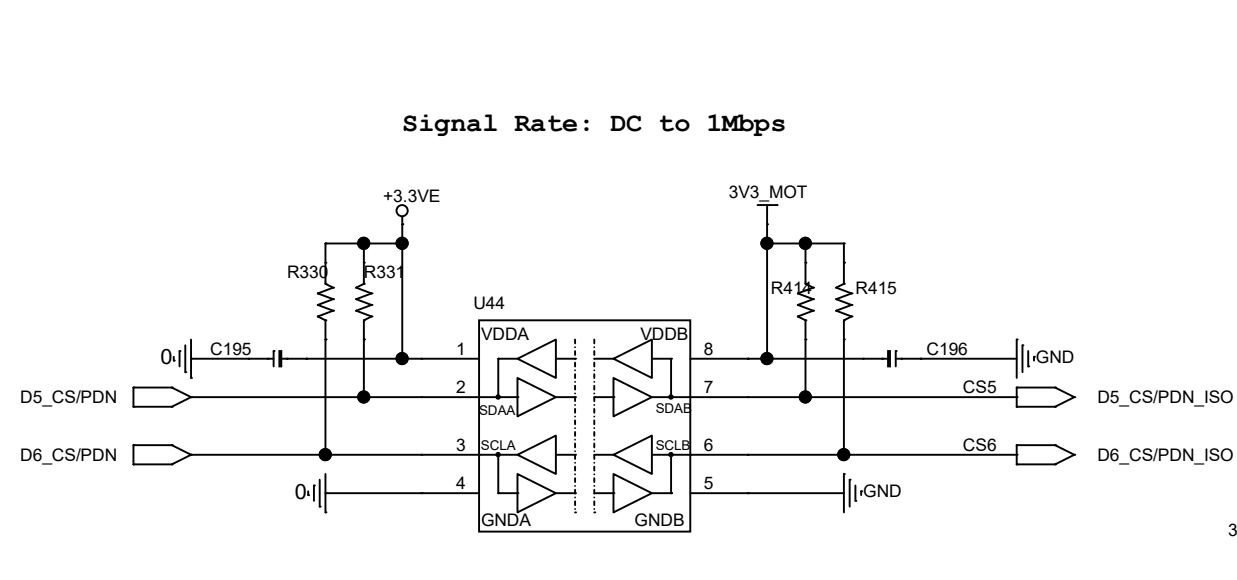 Signal Rate: DC to 1Mbps
+3.3VE
3V3_MOT
R330
R331
R414
R415
U44
VDDA
VDDB
0
C195
1
8
C196
GND
D5_CS/PDN
2
SDAA
SDAB
7
CS5
D5_CS/PDN_ISO
D6_CS/PDN
3
SCLA
SCLB
6
CS6
D6_CS/PDN_ISO
0
4
5
GND
GNDA
GNDB
3